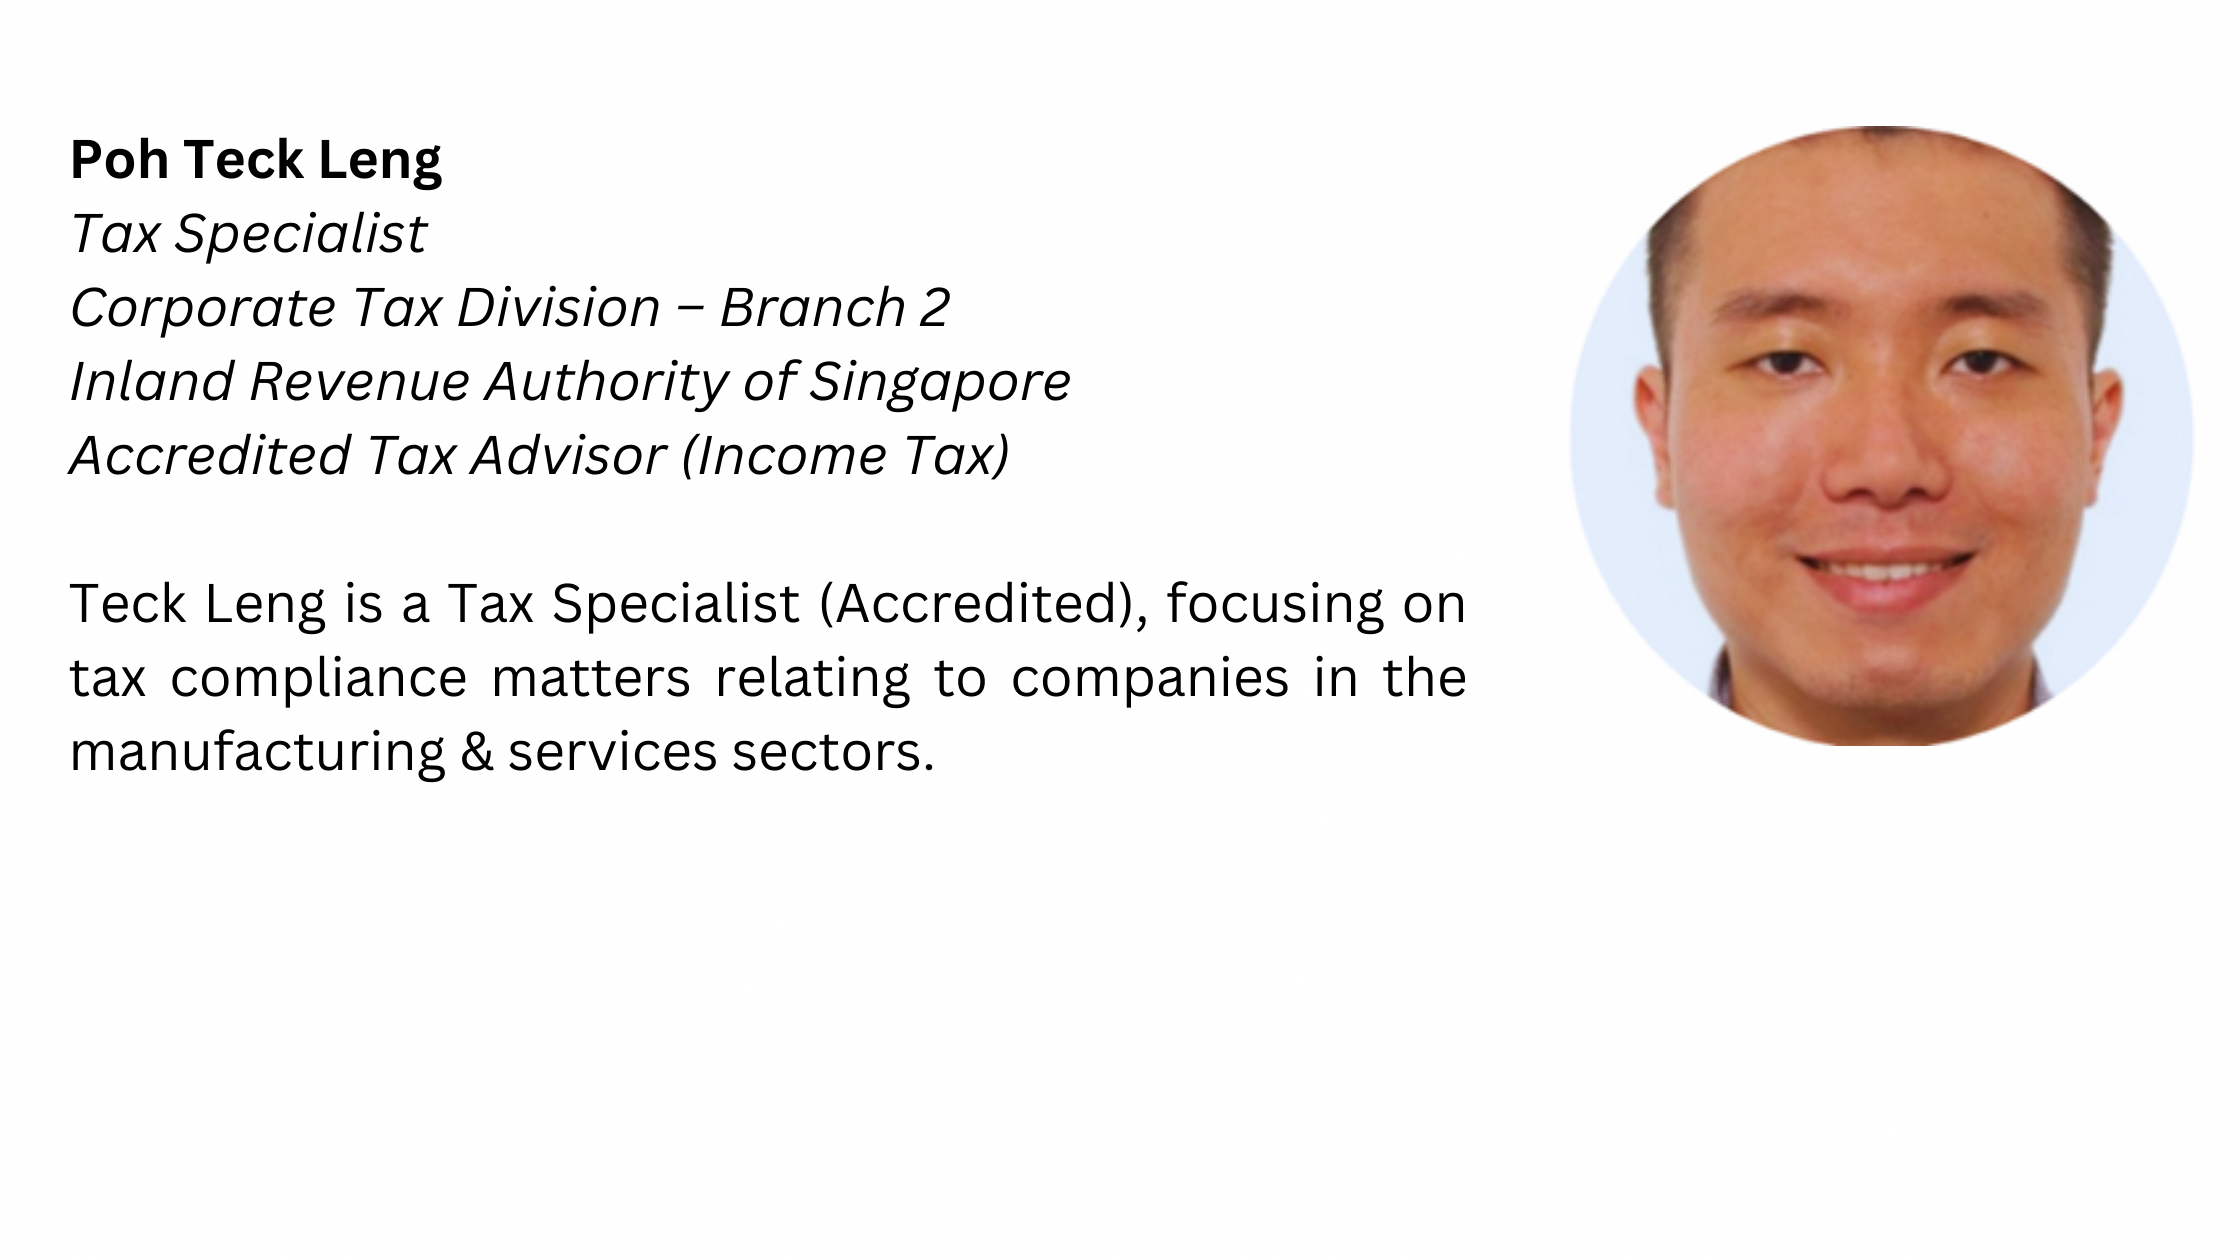 Poh Teck Leng
Tax Specialist
Corporate Tax Division – Branch 2
Inland Revenue Authority of Singapore
Accredited Tax Advisor (Income Tax)
Teck Leng is a Tax Specialist (Accredited), focusing on
tax compliance matters relating to companies in the
manufacturing & services sectors.